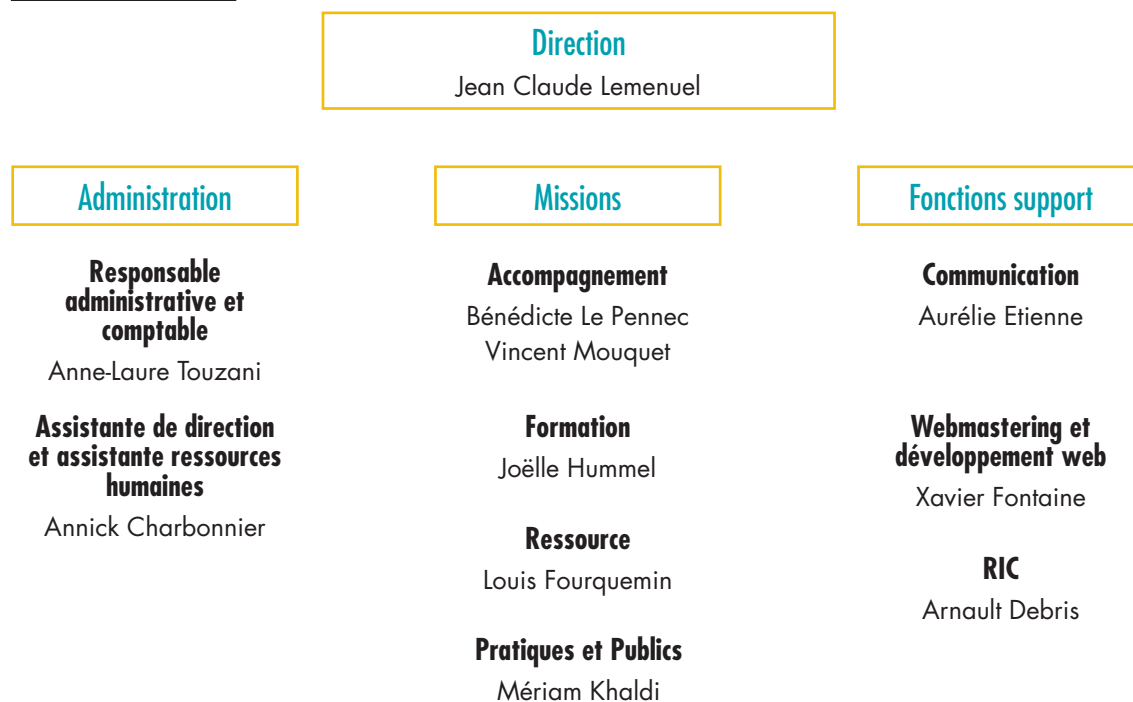 Direction
Jean Claude Lemenuel
Administration
Responsable
administrative et
comptable
Anne-Laure Touzani
Assistante de direction
et assistante ressources
humaines
Annick Charbonnier
Missions
Accompagnement
Bénédicte Le Pennec
Vincent Mouquet
Formation
Joëlle Hummel
Ressource
Louis Fourquemin
Pratiques et Publics
Mériam Khaldi
Fonctions support
Communication
Aurélie Etienne
Webmastering et
développement web
Xavier Fontaine
RIC
Arnault Debris